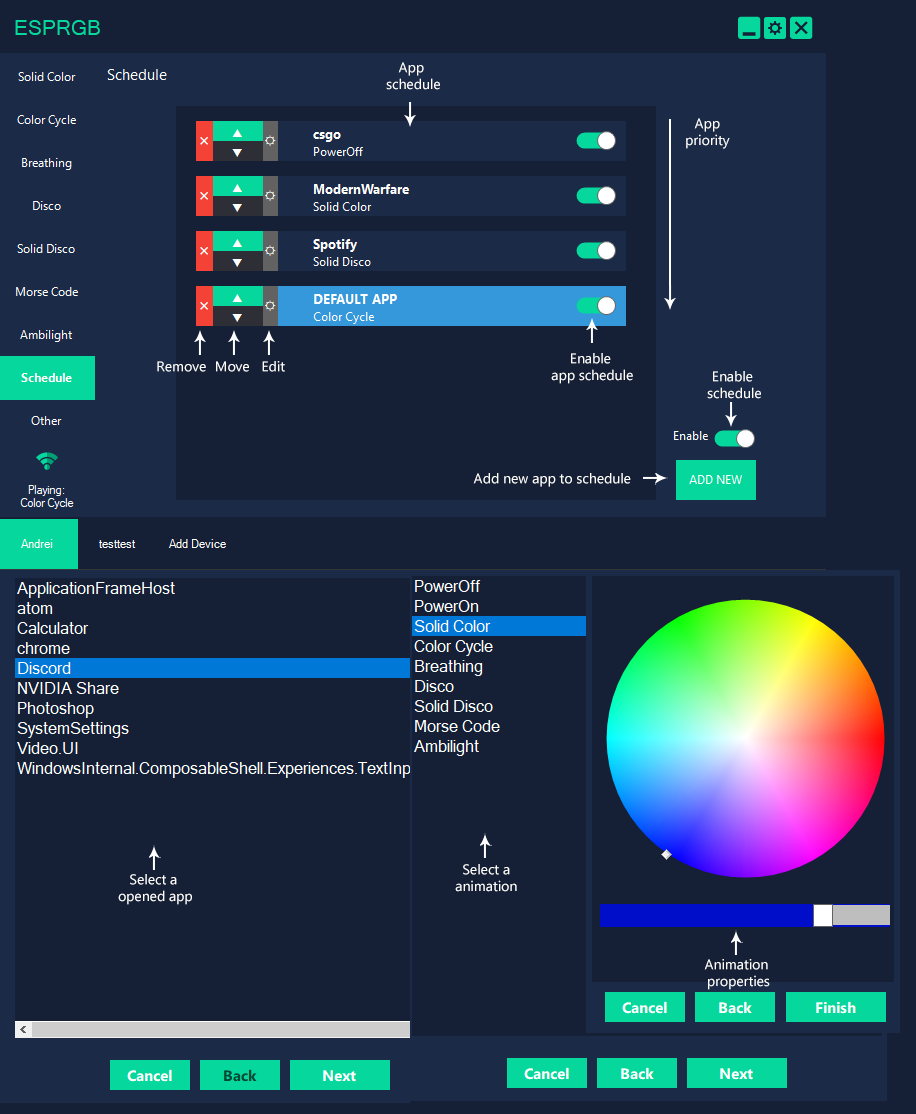 ESPRGB
Solid Color
Color Cycle
Breathing
Disco
Solid Disco
Morse Code
Ambilight
Schedule
Other
Playing:
Color Cycle
Schedule
App
schedule
csgo
PowerOff
ModernWarfare
Solid Color
Spotify
Solid Disco
DEFAULT APP
Color Cycle
Remove
Move
Edit
Enable
app schedule
App
priority
Enable
schedule
Enable
Add new app to schedule
ADD NEW
Andrei
testtest
Add Device
ApplicationFrameHost
atom
Calculator
chrome
Discord
NVIDIA Share
Photoshop
SystemSettings
Video.UI
WindowsInternal.ComposableShell.Experiences.TextInp
Select a
opened app
Cancel
Back
Next
PowerOff
PowerOn
Solid Color
Color Cycle
Breathing
Disco
Solid Disco
Morse Code
Ambilight
Select a
animation
Cancel
Back
Next
Animation
properties
Cancel
Back
Finish